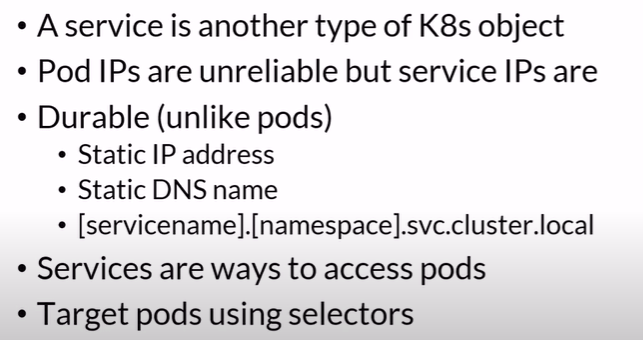 • A service is another type of K8s object
• Pod IPs are unreliable but service IPs are
• Durable (unlike pods)
• Static IP address
• Static DNS name
• [servicename].[namespace].svc.cluster.local
• Services are ways to access pods
• Target pods using selectors